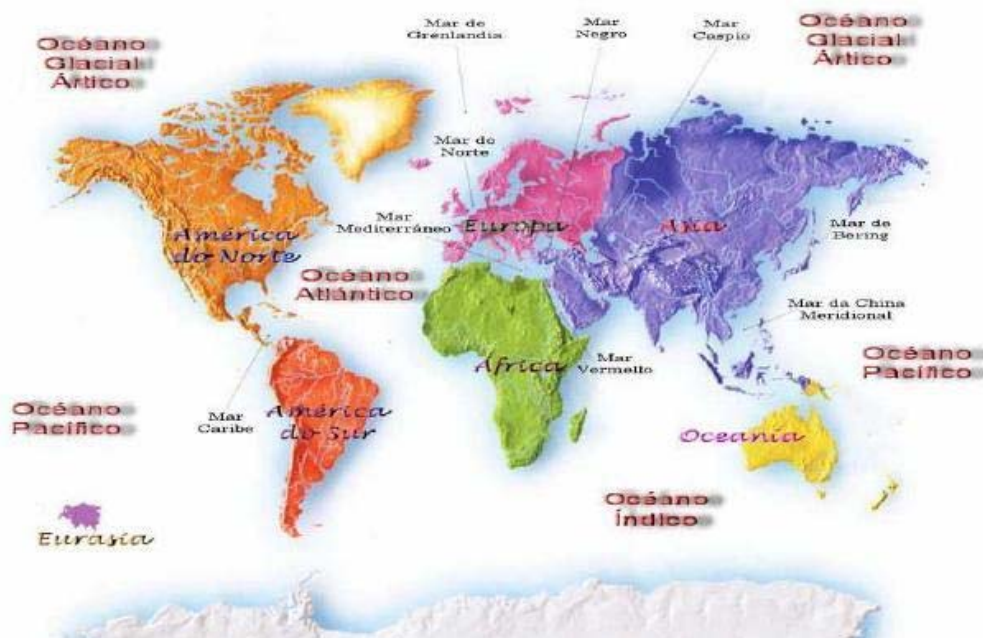 Océano
Glacial
Ártico
Mar de
Grenlandia
Mar
Negro
Mar
Caspio
Océano
Glacial
Ártico
Mar do
Norte
Mar
Mediterráneo
Europa
Asia
América
do Norte
Mar de
Bering
Océano
Atlántico
Mar da China
Meridional
África
Mar
Vermello
Océano
Pacífico
Océano
Pacífico
Mar
Caribe
América
do Sur
Oceanía
Océano
Índico
Eurasia